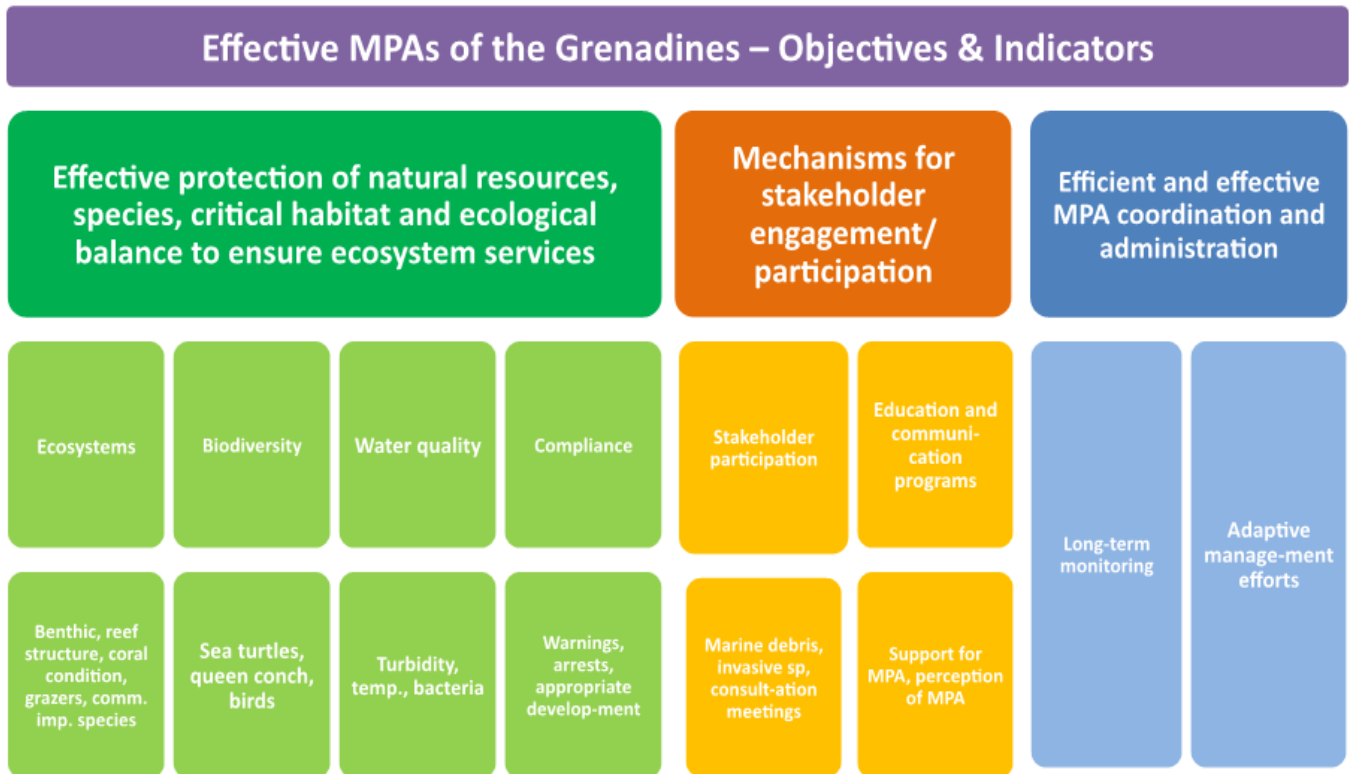 Effective MPAs of the Grenadines – Objectives & Indicators
Effective protection of natural resources,
species, critical habitat and ecological
balance to ensure ecosystem services
Mechanisms for
stakeholder
engagement/
participation
Efficient and effective
MPA coordination and
administration
Ecosystems
Biodiversity
Water quality
Compliance
Stakeholder
participation
Education and
communi-
cation
programs
Long-term
monitoring
Adaptive
manage-ment
efforts
Benthic, reef
structure, coral
condition,
grazers, comm.
imp. species
Sea turtles,
queen conch,
birds
Turbidity,
temp., bacteria
Warnings,
arrests,
appropriate
develop-ment
Marine debris,
invasive sp,
consult-ation
meetings
Support for
MPA, perception
of MPA